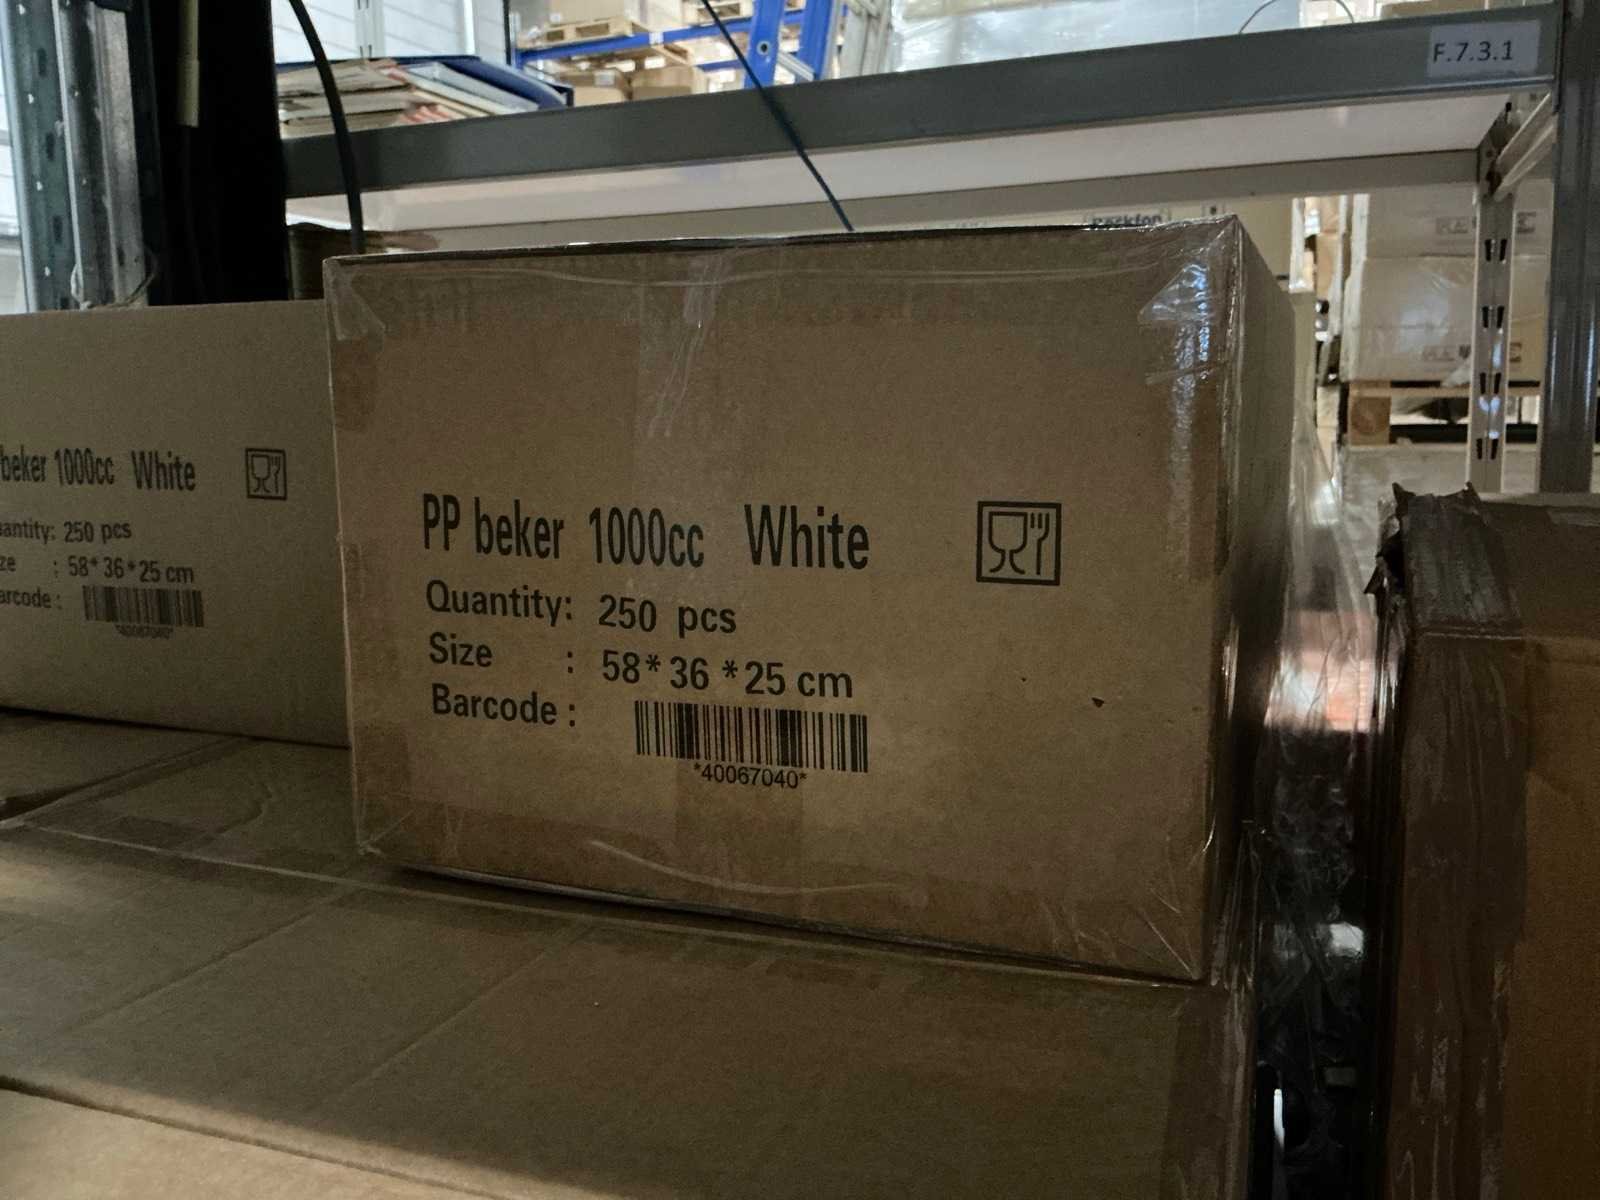 F.7.3.1
PP beker 1000cc White
Quantity: 250 pcs
Size : 58*36*25 cm
Barcode :
*40067040*
beker 1000cc White
antity: 250 pcs
ze : 58*36*25 cm
arcode :
*40067040*